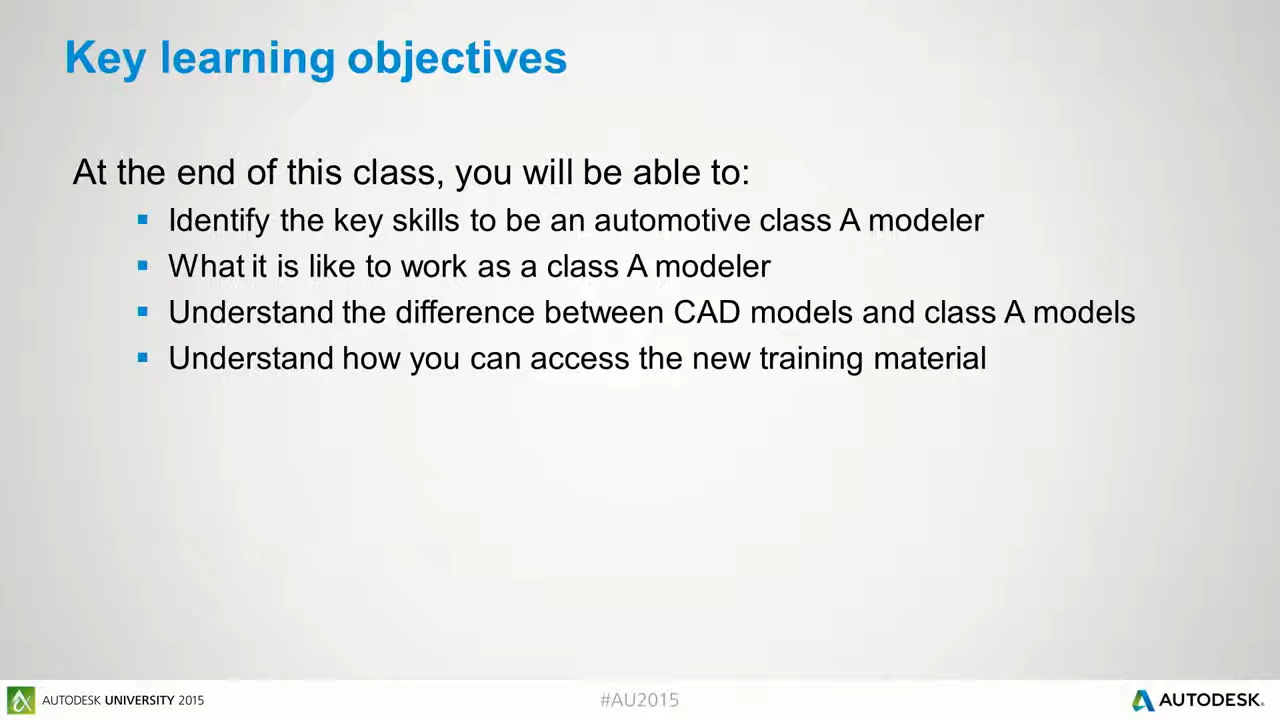 Key learning objectives
At the end of this class, you will be able to:
▪ Identify the key skills to be an automotive class A modeler
▪ What it is like to work as a class A modeler
▪ Understand the difference between CAD models and class A models
▪ Understand how you can access the new training material
AUTODESK UNIVERSITY 2015
#AU2015
AUTODESK.